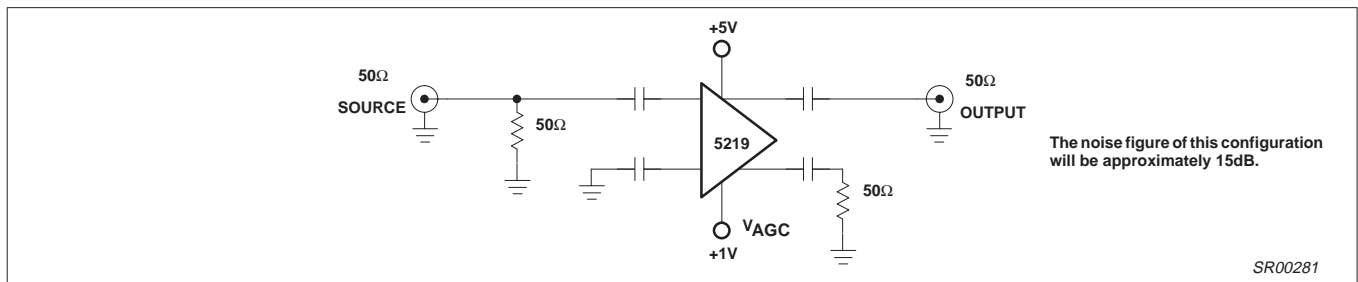 +5V
50Ω
SOURCE
50Ω
5219
50Ω
OUTPUT
The noise figure of this configuration
will be approximately 15dB.
50Ω
VAGC
+1V
SR00281